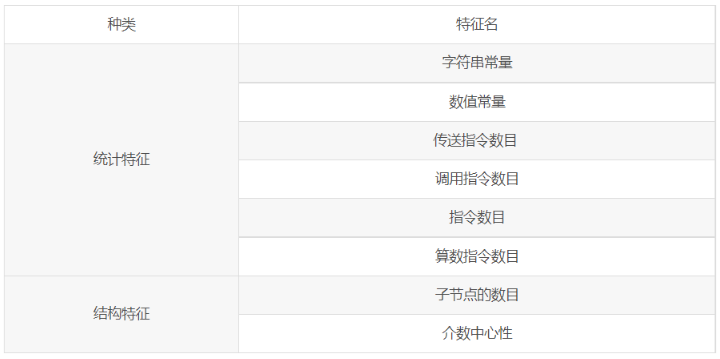 种类 特征名
统计特征
字符串常量
数值常量
传送指令数目
调用指令数目
指令数目
算数指令数目
结构特征
子节点的数目
介数中心性